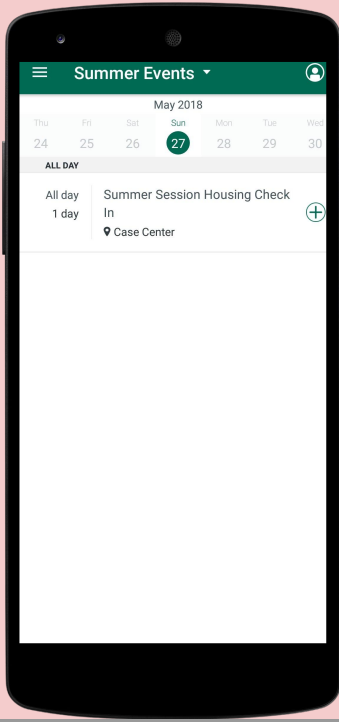 Summer Events
May 2018
Thu Fri Sat Sun Mon Tue Wed
24 25 26 27 28 29 30
ALL DAY
All day Summer Session Housing Check
1 day In
Case Center